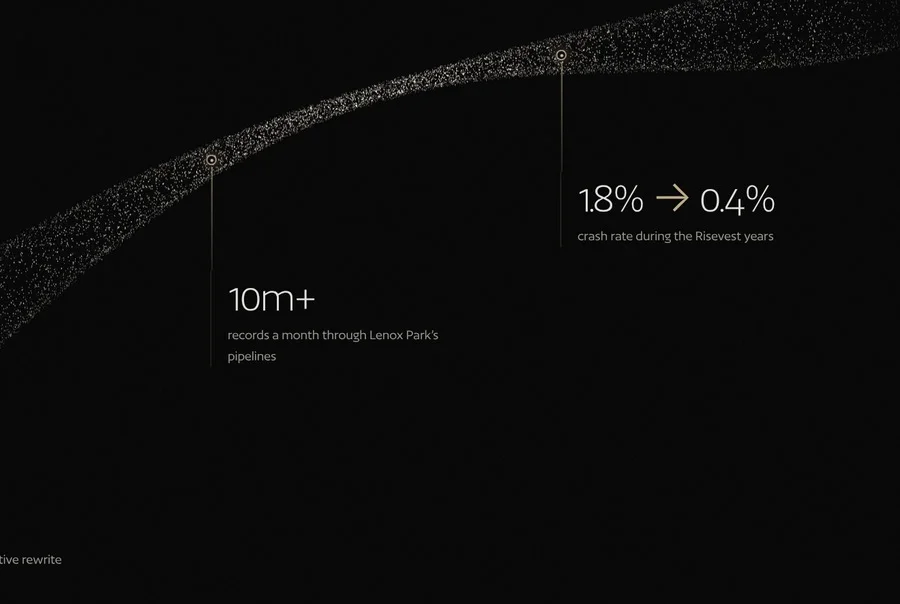 1.8% → 0.4%
crash rate during the Risevest years
10m+
records a month through Lenox Park's
pipelines
tive rewrite